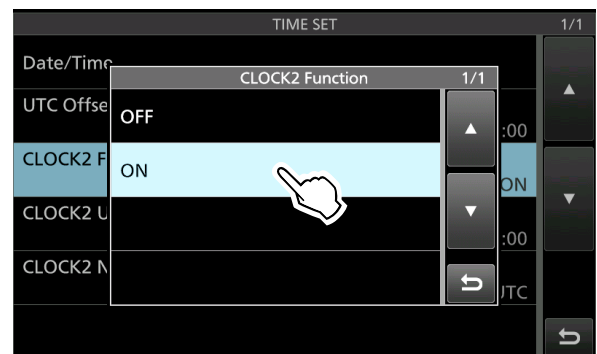 TIME SET 1/1
Date/Time
CLOCK2 Function 1/1
UTC Offse
OFF
:00
CLOCK2 F
ON
ON
CLOCK2 U
:00
CLOCK2 N
UTC